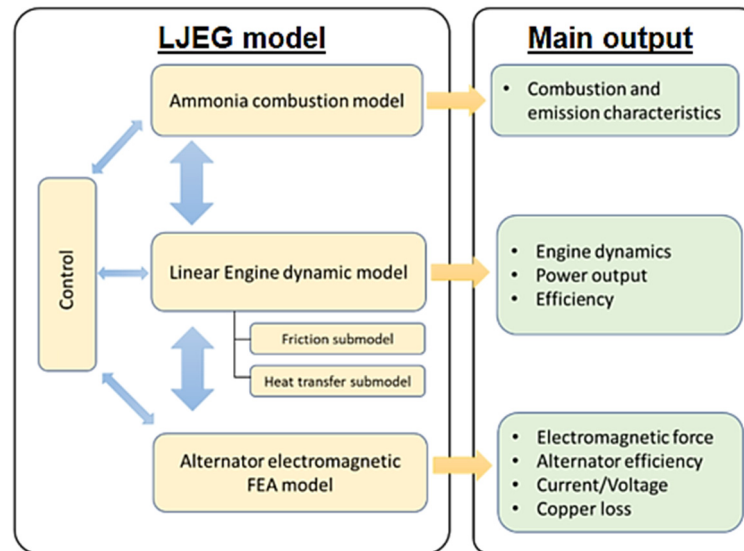 LJEG model
Main output
Ammonia combustion model
• Combustion and
emission characteristics
Control
Linear Engine dynamic model
• Engine dynamics
• Power output
• Efficiency
Friction submodel
Heat transfer submodel
Alternator electromagnetic
FEA model
• Electromagnetic force
• Alternator efficiency
• Current/Voltage
• Copper loss